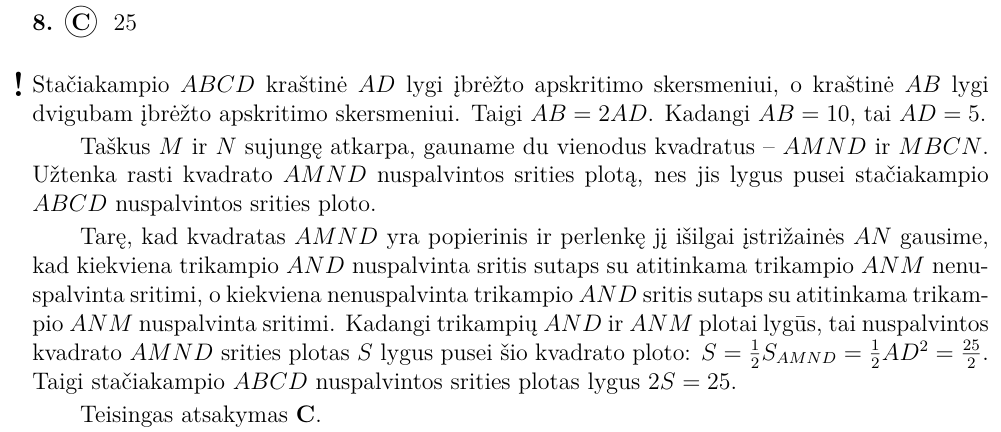 8. C 25
! Stačiakampio ABCD kraštinė AD lygi įbrėžto apskritimo skersmeniui, o kraštinė AB lygi
dvigubam įbrėžto apskritimo skersmeniui. Taigi AB = 2AD. Kadangi AB = 10, tai AD = 5.
Taškus M ir N sujungę atkarpa, gauname du vienodus kvadratus – AMND ir MBCN.
Užtenka rasti kvadrato AMND nuspalvintos srities plotą, nes jis lygus pusei stačiakampio
ABCD nuspalvintos srities ploto.
Tarę, kad kvadratas AMND yra popierinis ir perlenkę jį išilgai įstrižainės AN gausime,
kad kiekviena trikampio AND nuspalvinta sritis sutaps su atitinkama trikampio ANM nenu-
spalvinta sritimi, o kiekviena nenuspalvinta trikampio AND sritis sutaps su atitinkama trikam-
pio ANM nuspalvinta sritimi. Kadangi trikampių AND ir ANM plotai lygūs, tai nuspalvintos
kvadrato AMND srities plotas S lygus pusei šio kvadrato ploto: S = ½S_{AMND} = ½AD² = 25/2.
Taigi stačiakampio ABCD nuspalvintos srities plotas lygus 2S = 25.
Teisingas atsakymas C.